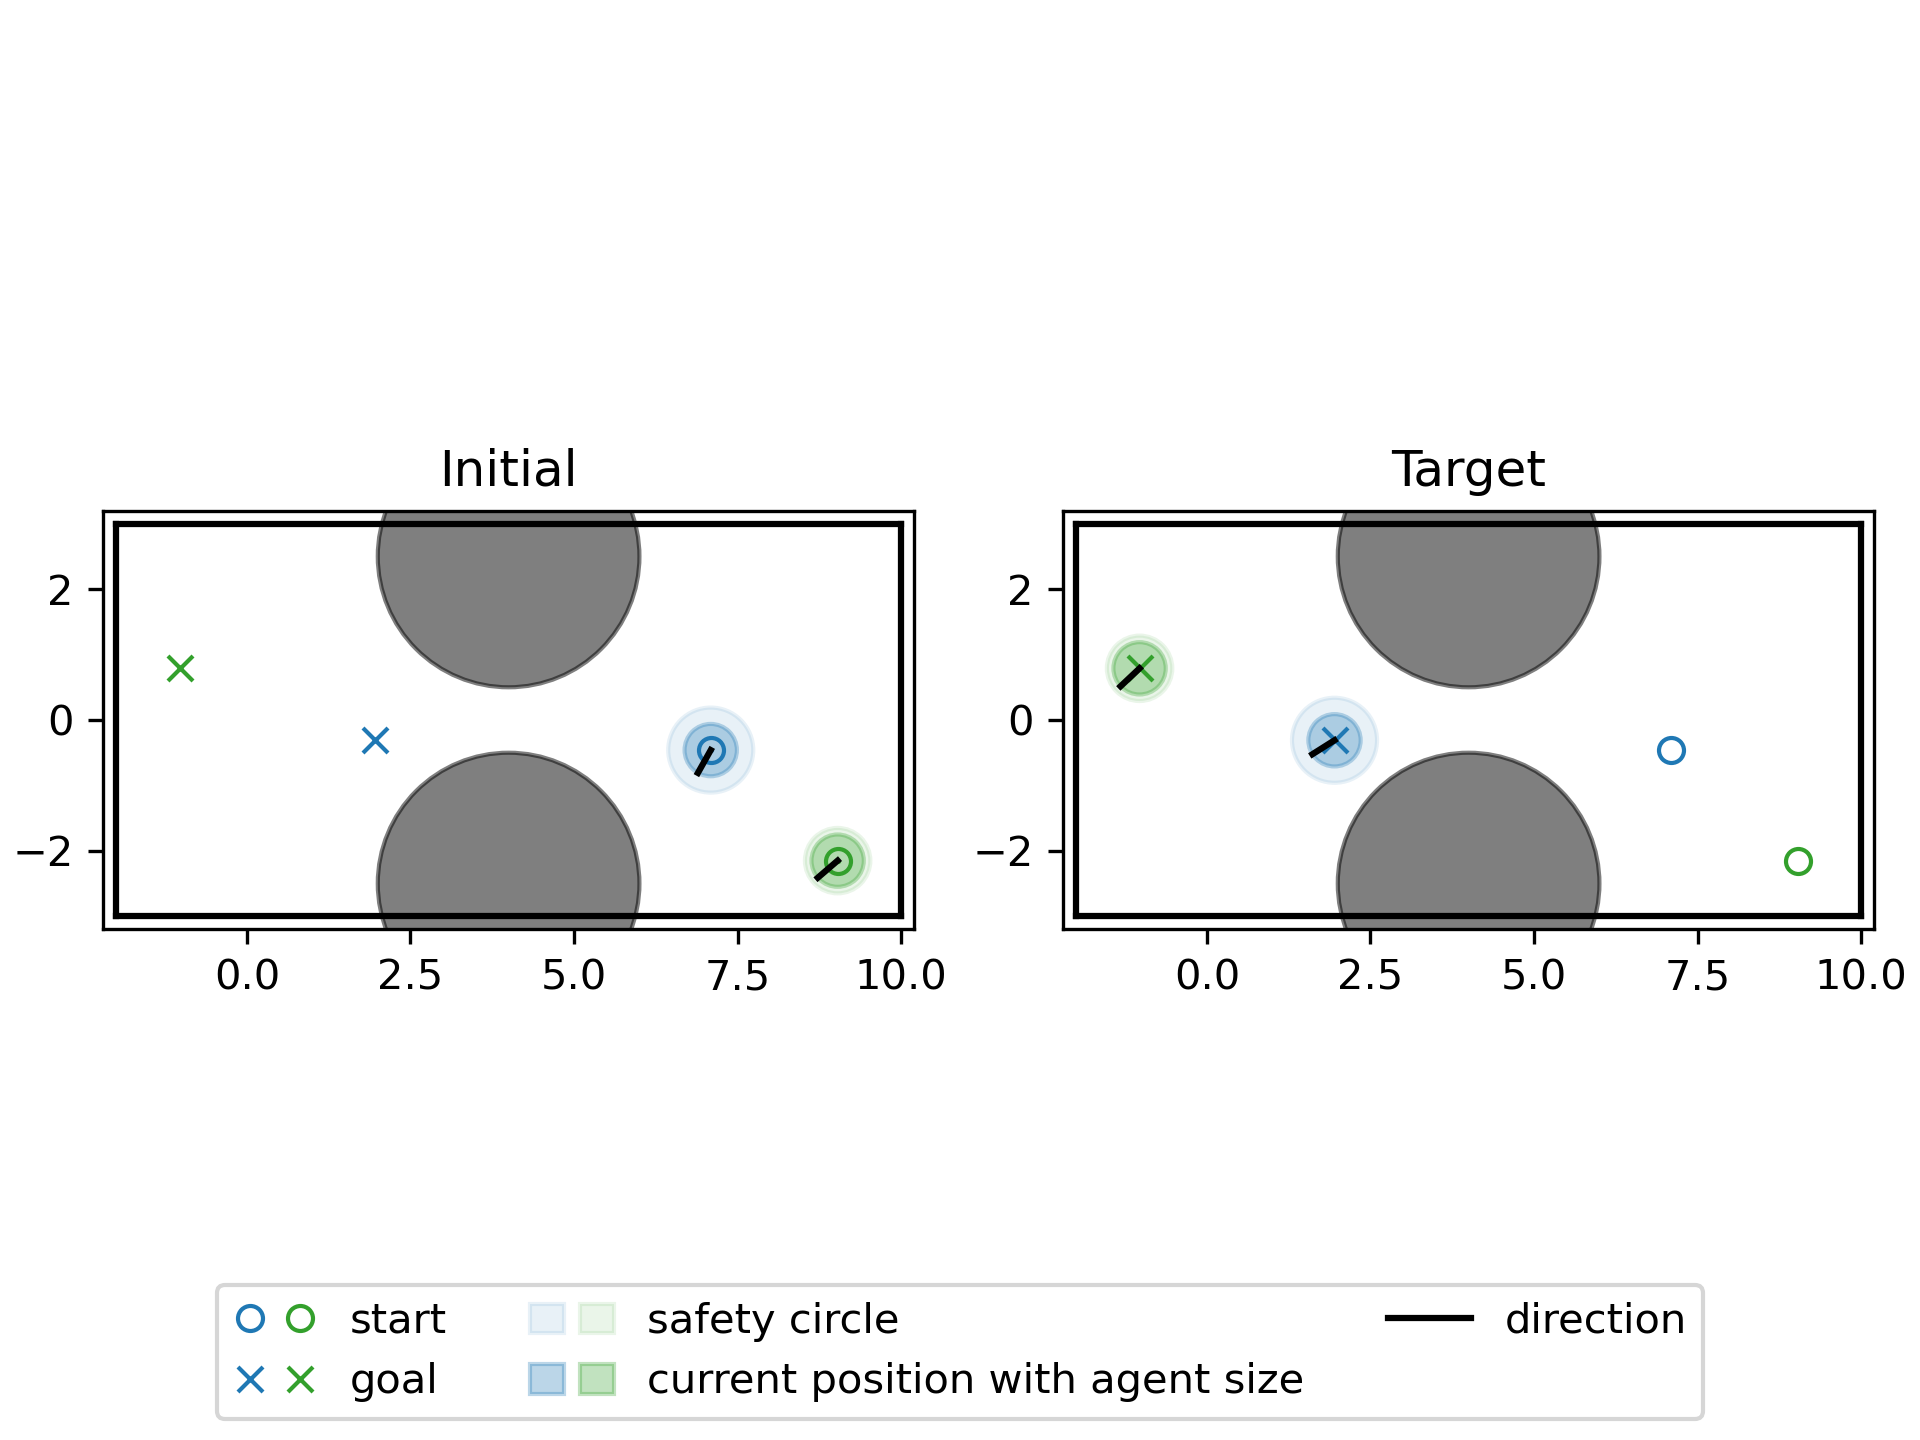 Initial
Target
2
0
−2
0.0 2.5 5.0 7.5 10.0
2
0
−2
0.0 2.5 5.0 7.5 10.0
start
goal
safety circle
current position with agent size
direction